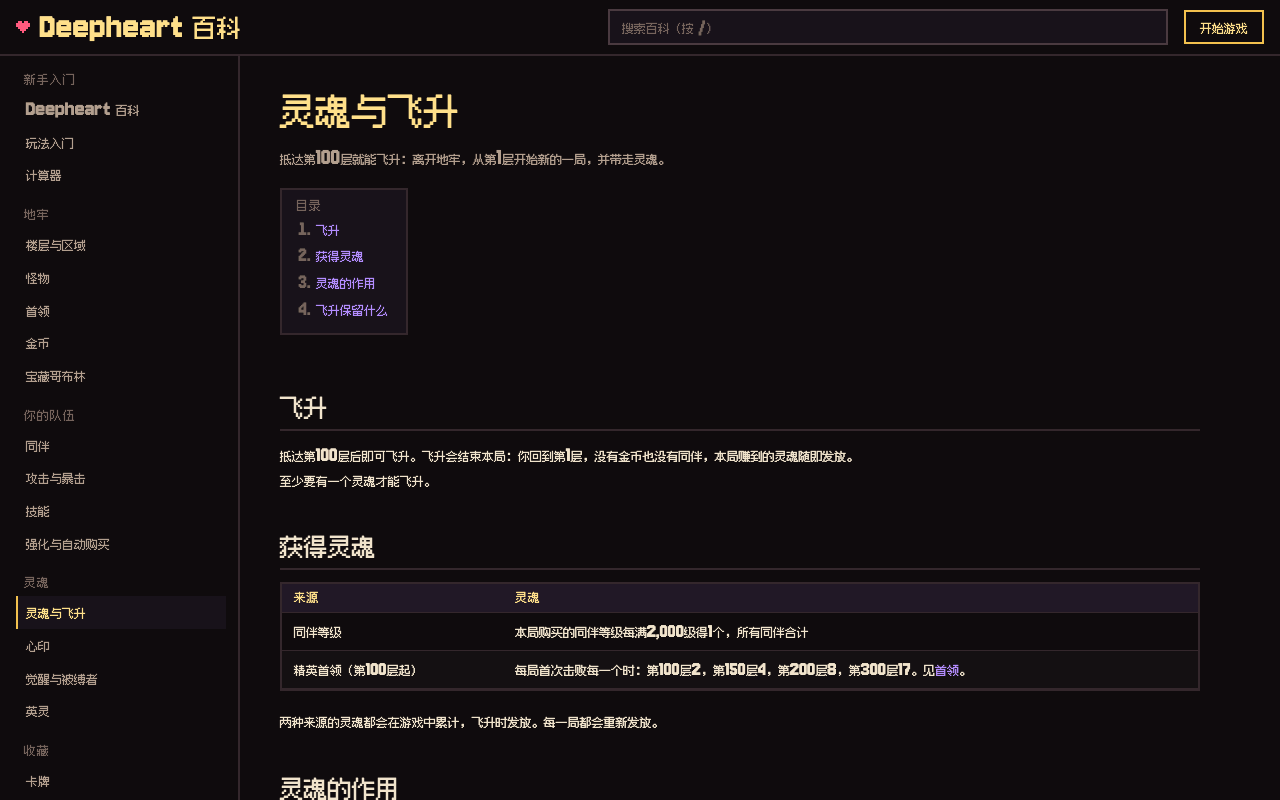 Deepheart 百科
搜索百科（按 /）
开始游戏
新手入门
Deepheart 百科
玩法入门
计算器
地牢
楼层与区域
怪物
首领
金币
宝藏哥布林
你的队伍
同伴
攻击与暴击
技能
强化与自动购买
灵魂
灵魂与飞升
心印
觉醒与被缚者
英灵
收藏
卡牌
灵魂与飞升
抵达第100层就能飞升：离开地牢，从第1层开始新的一局，并带走灵魂。
目录
1. 飞升
2. 获得灵魂
3. 灵魂的作用
4. 飞升保留什么
飞升
抵达第100层后即可飞升。飞升会结束本局：你回到第1层，没有金币也没有同伴，本局赚到的灵魂随即发放。
至少要有一个灵魂才能飞升。
获得灵魂
来源 灵魂
同伴等级 本局购买的同伴等级每满2,000级得1个，所有同伴合计
精英首领（第100层起） 每局首次击败每一个时：第100层2，第150层4，第200层8，第300层17。见首领。
两种来源的灵魂都会在游戏中累计，飞升时发放。每一局都会重新发放。
灵魂的作用